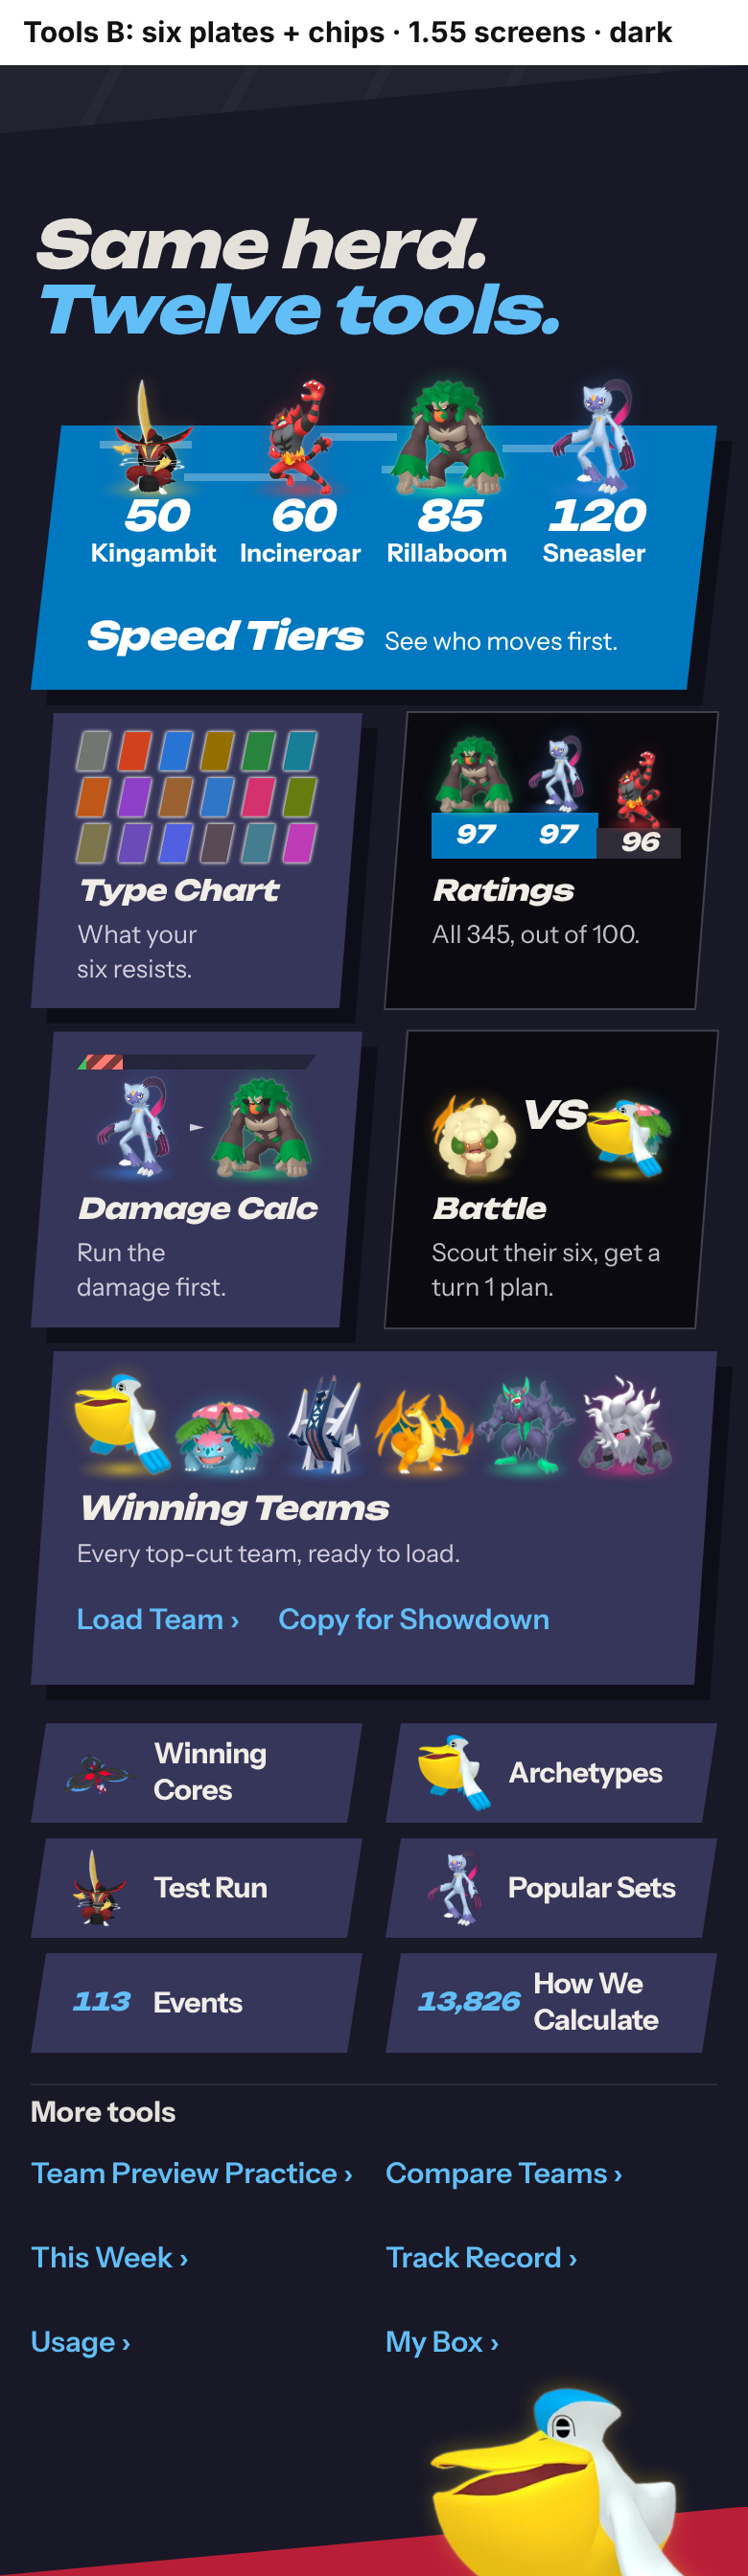 Tools B: six plates + chips · 1.55 screens · dark
Same herd.
Twelve tools.
50 60 85 120
Kingambit Incineroar Rillaboom Sneasler
Speed Tiers See who moves first.
97 97 96
Type Chart
What your
six resists.
Ratings
All 345, out of 100.
Damage Calc
Run the
damage first.
VS
Battle
Scout their six, get a
turn 1 plan.
Winning Teams
Every top-cut team, ready to load.
Load Team › Copy for Showdown
Winning
Cores
Archetypes
Test Run
Popular Sets
113 Events
13,826 How We
Calculate
More tools
Team Preview Practice › Compare Teams ›
This Week › Track Record ›
Usage › My Box ›